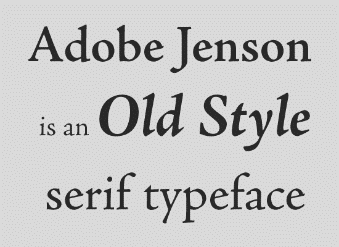 Adobe Jenson
is an Old Style
serif typeface